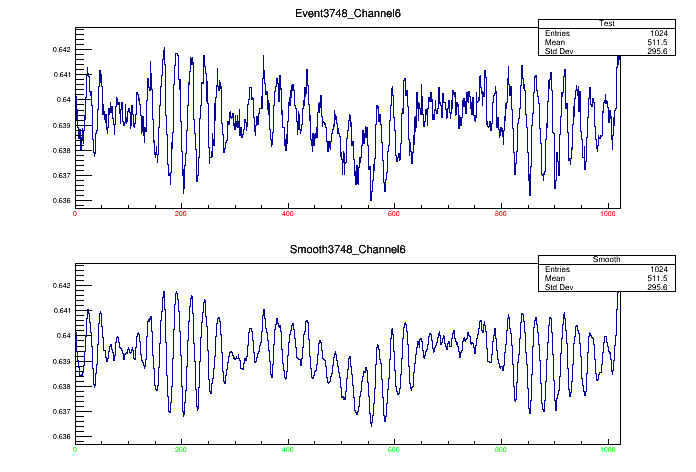 Event3748_Channel6
Test
Entries 1024
Mean 511.5
Std Dev 295.6
0.642
0.641
0.64
0.639
0.638
0.637
0.636
0 200 400 600 800 1000
Smooth3748_Channel6
Smooth
Entries 1024
Mean 511.5
Std Dev 295.6
0.642
0.641
0.64
0.639
0.638
0.637
0.636
0 200 400 600 800 1000